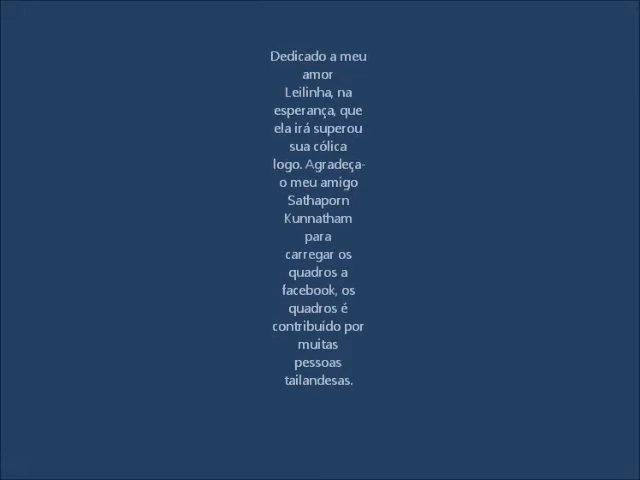 Dedicado a meu
amor
Leilinha, na
esperança, que
ela irá superou
sua cólica
logo. Agradeça-
o meu amigo
Sathaporn
Kunnatham
para
carregar os
quadros a
facebook, os
quadros é
contribuído por
muitas
pessoas
tailandesas.